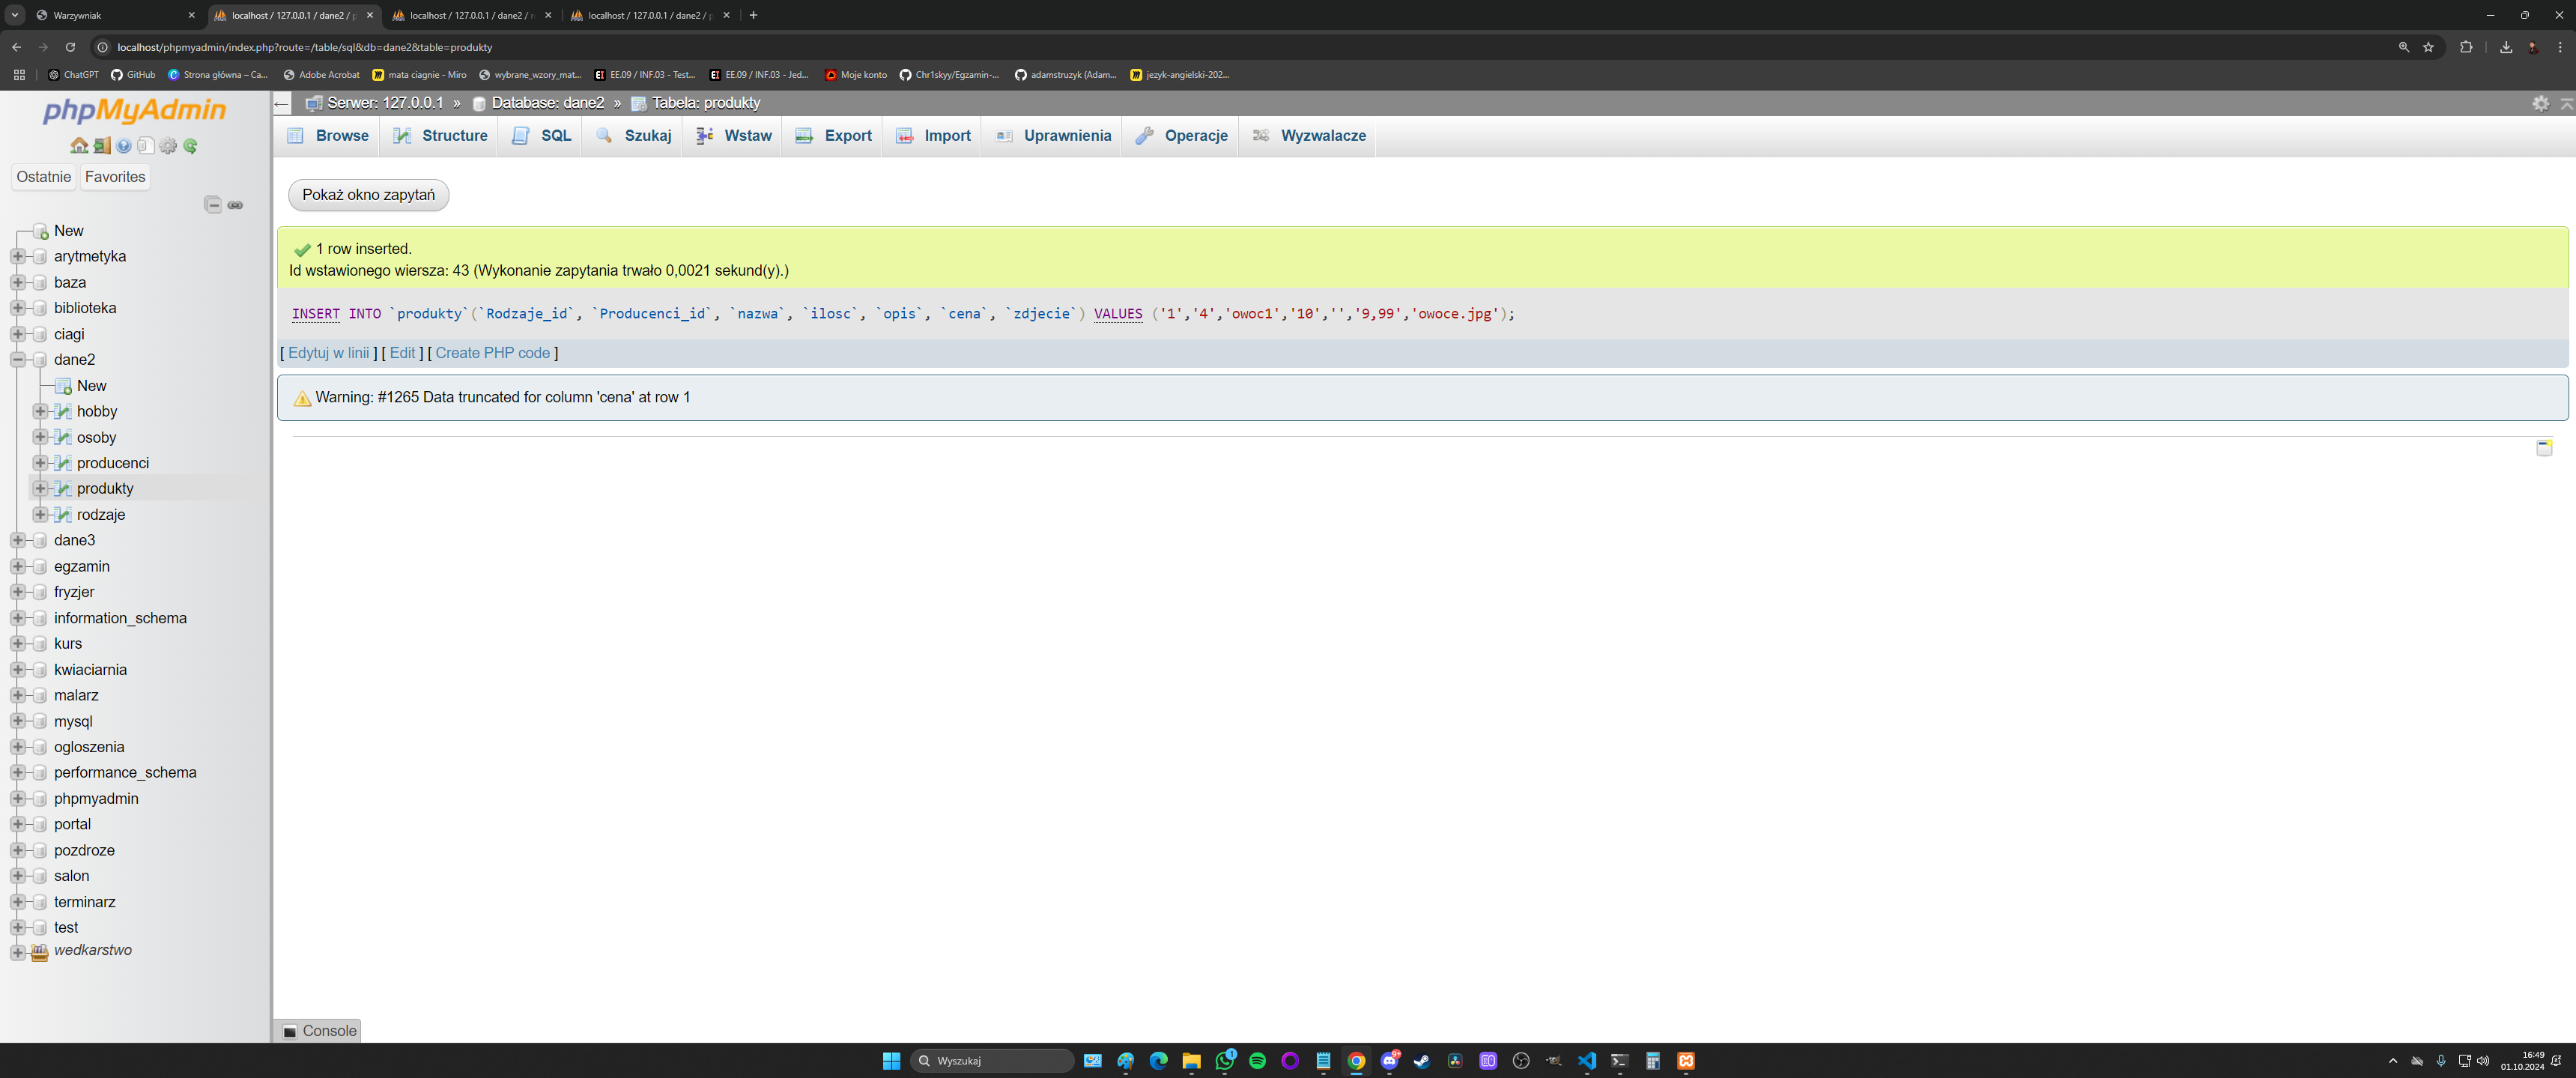 Warzywniak
localhost / 127.0.0.1 / dane2 / p
localhost / 127.0.0.1 / dane2 / r
localhost / 127.0.0.1 / dane2 / p
localhost/phpmyadmin/index.php?route=/table/sql&db=dane2&table=produkty
ChatGPT
GitHub
Strona główna – Ca...
Adobe Acrobat
mata ciagnie - Miro
wybrane_wzory_mat...
EE.09 / INF.03 - Test...
EE.09 / INF.03 - Jed...
Moje konto
Chr1skyy/Egzamin-...
adamstruzyk (Adam...
jezyk-angielski-202...
phpMyAdmin
Ostatnie
Favorites
New
arytmetyka
baza
biblioteka
ciagi
dane2
New
hobby
osoby
producenci
produkty
rodzaje
dane3
egzamin
fryzjer
information_schema
kurs
kwiaciarnia
malarz
mysql
ogloszenia
performance_schema
phpmyadmin
portal
pozdroze
salon
terminarz
test
wedkarstwo
Serwer: 127.0.0.1 » Database: dane2 » Tabela: produkty
Browse
Structure
SQL
Szukaj
Wstaw
Export
Import
Uprawnienia
Operacje
Wyzwalacze
Pokaż okno zapytań
1 row inserted.
Id wstawionego wiersza: 43 (Wykonanie zapytania trwało 0,0021 sekund(y).)
INSERT INTO `produkty`(`Rodzaje_id`, `Producenci_id`, `nazwa`, `ilosc`, `opis`, `cena`, `zdjecie`) VALUES ('1','4','owoc1','10','','9,99','owoce.jpg');
[ Edytuj w linii ] [ Edit ] [ Create PHP code ]
Warning: #1265 Data truncated for column 'cena' at row 1
Console
Wyszukaj
1
9+
16:49
01.10.2024